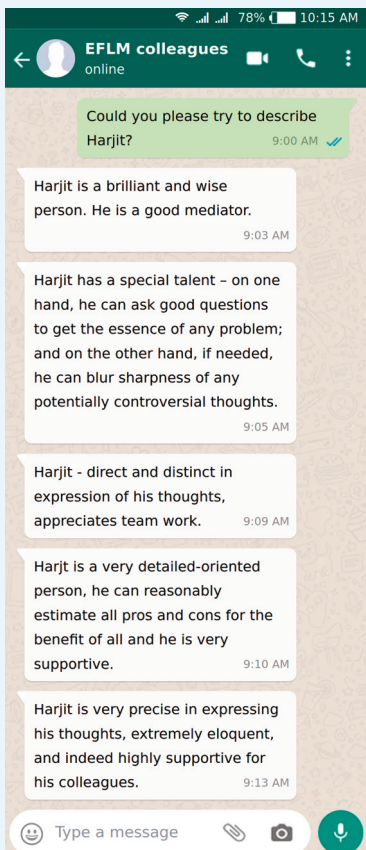 78% 10:15 AM
EFLM colleagues
online
Could you please try to describe
Harjit?
9:00 AM
Harjit is a brilliant and wise
person. He is a good mediator.
9:03 AM
Harjit has a special talent – on one
hand, he can ask good questions
to get the essence of any problem;
and on the other hand, if needed,
he can blur sharpness of any
potentially controversial thoughts.
9:05 AM
Harjit - direct and distinct in
expression of his thoughts,
appreciates team work. 9:09 AM
Harjt is a very detailed-oriented
person, he can reasonably
estimate all pros and cons for the
benefit of all and he is very
supportive. 9:10 AM
Harjit is very precise in expressing
his thoughts, extremely eloquent,
and indeed highly supportive for
his colleagues. 9:13 AM
Type a message